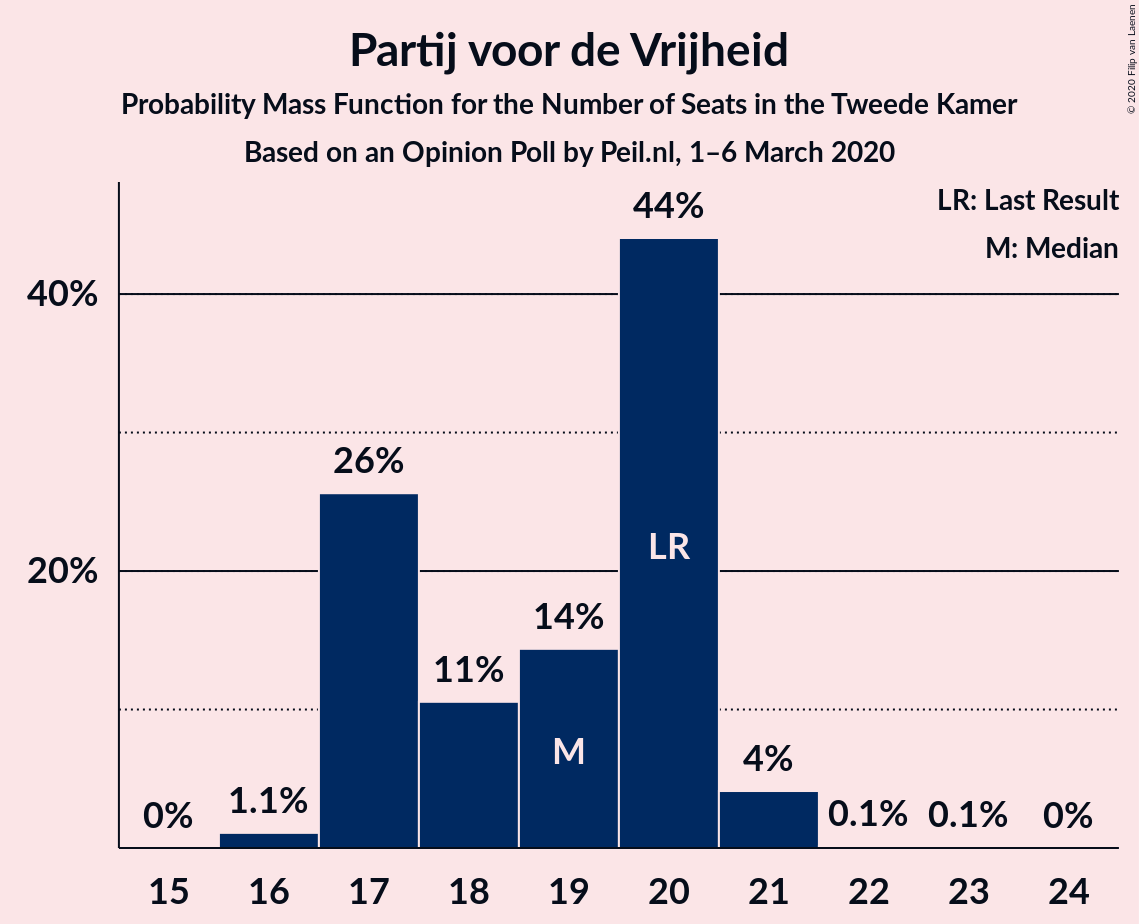 Partij voor de Vrijheid
Probability Mass Function for the Number of Seats in the Tweede Kamer
Based on an Opinion Poll by Peil.nl, 1–6 March 2020
© 2020 Filip van Laenen
LR: Last Result
M: Median
44%
40%
26%
LR
20%
14%
11%
M
4%
0% 1.1% 0.1% 0.1% 0%
15 16 17 18 19 20 21 22 23 24